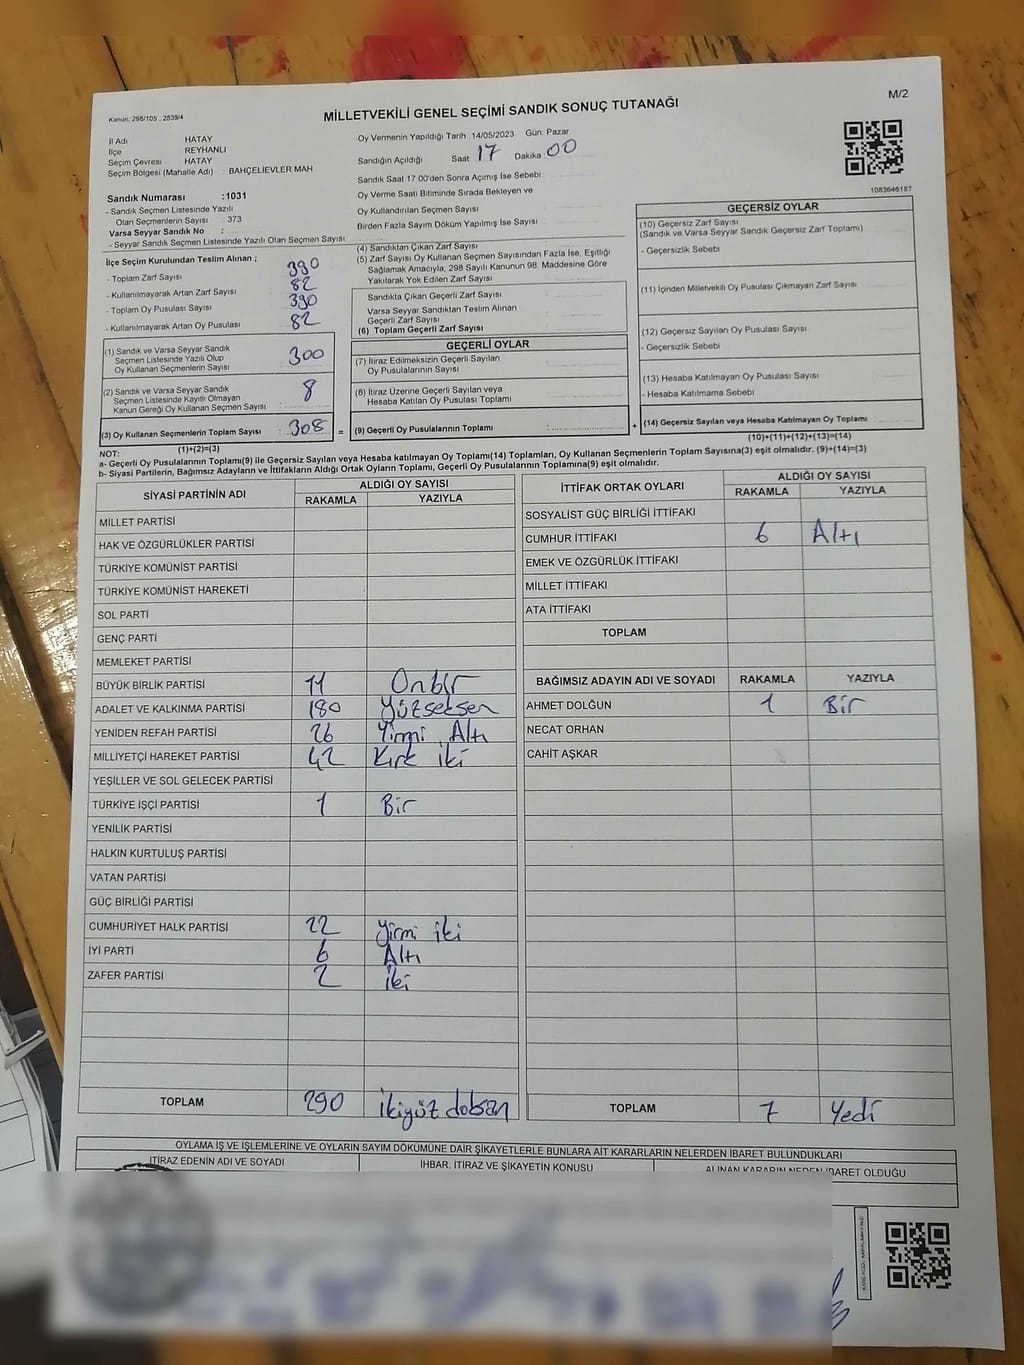 M/2
Kanun: 298/105 , 2839/4
MİLLETVEKİLİ GENEL SEÇİMİ SANDIK SONUÇ TUTANAĞI
İl Adı HATAY
İlçe REYHANLI
Seçim Çevresi HATAY
Seçim Bölgesi (Mahalle Adı) : BAHÇELİEVLER MAH
Sandık Numarası :1031
- Sandık Seçmen Listesinde Yazılı
Olan Seçmenlerin Sayısı : 373
Varsa Seyyar Sandık No :
- Seyyar Sandık Seçmen Listesinde Yazılı Olan Seçmen Sayısı
İlçe Seçim Kurulundan Teslim Alınan ;
- Toplam Zarf Sayısı 390
- Kullanılmayarak Artan Zarf Sayısı 82
- Toplam Oy Pusulası Sayısı 390
- Kullanılmayarak Artan Oy Pusulası 82
(1) Sandık ve Varsa Seyyar Sandık
Seçmen Listesinde Yazılı Olup
Oy Kullanan Seçmenlerin Sayısı : 300
(2) Sandık ve Varsa Seyyar Sandık
Seçmen Listesinde Kayıtlı Olmayan
Kanun Gereği Oy Kullanan Seçmen Sayısı : 8
(3) Oy Kullanan Seçmenlerin Toplam Sayısı : 308 =
(1)+(2)=(3)
Oy Vermenin Yapıldığı Tarih 14/05/2023 Gün: Pazar
Sandığın Açıldığı Saat 17 Dakika 00
Sandık Saat 17.00'den Sonra Açımış İse Sebebi
Oy Verme Saati Bitiminde Sırada Bekleyen ve
Oy Kullandırılan Seçmen Sayısı
Birden Fazla Sayım Döküm Yapılmış İse Sayısı
(4) Sandıktan Çıkan Zarf Sayısı
(5) Zarf Sayısı Oy Kullanan Seçmen Sayısından Fazla İse, Eşitliği
Sağlamak Amacıyla, 298 Sayılı Kanunun 98. Maddesine Göre
Yakılarak Yok Edilen Zarf Sayısı
Sandıkta Çıkan Geçerli Zarf Sayısı
Varsa Seyyar Sandıktan Teslim Alınan
Geçerli Zarf Sayısı
(6) Toplam Geçerli Zarf Sayısı
GEÇERLİ OYLAR
(7) İtiraz Edilmeksizin Geçerli Sayılan
Oy Pusulalarının Sayısı
(8) İtiraz Üzerine Geçerli Sayılan veya
Hesaba Katılan Oy Pusulası Toplamı
(9) Geçerli Oy Pusulalarının Toplamı +
1083646187
GEÇERSİZ OYLAR
(10) Geçersiz Zarf Sayısı
(Sandık ve Varsa Seyyar Sandık Geçersiz Zarf Toplamı)
- Geçersizlik Sebebi
(11) İçinden Milletvekili Oy Pusulası Çıkmayan Zarf Sayısı
(12) Geçersiz Sayılan Oy Pusulası Sayısı
- Geçersizlik Sebebi
(13) Hesaba Katılmayan Oy Pusulası Sayısı
- Hesaba Katılmama Sebebi
(14) Geçersiz Sayılan veya Hesaba Katılmayan Oy Toplamı
(10)+(11)+(12)+(13)=(14)
NOT:
a- Geçerli Oy Pusulalarının Toplamı(9) ile Geçersiz Sayılan veya Hesaba katılmayan Oy Toplamı(14) Toplamları, Oy Kullanan Seçmenlerin Toplam Sayısına(3) eşit olmalıdır. (9)+(14)=(3)
b- Siyasi Partilerin, Bağımsız Adayların ve İttifakların Aldığı Ortak Oyların Toplamı, Geçerli Oy Pusulalarının Toplamına(9) eşit olmalıdır.
SİYASİ PARTİNİN ADI ALDIĞI OY SAYISI
RAKAMLA YAZIYLA
MİLLET PARTİSİ
HAK VE ÖZGÜRLÜKLER PARTİSİ
TÜRKİYE KOMÜNİST PARTİSİ
TÜRKİYE KOMÜNİST HAREKETİ
SOL PARTİ
GENÇ PARTİ
MEMLEKET PARTİSİ
BÜYÜK BİRLİK PARTİSİ 11 Onbir
ADALET VE KALKINMA PARTİSİ 180 Yüzseksen
YENİDEN REFAH PARTİSİ 26 Yirmi Altı
MİLLİYETÇİ HAREKET PARTİSİ 42 Kırk iki
YEŞİLLER VE SOL GELECEK PARTİSİ
TÜRKİYE İŞÇİ PARTİSİ 1 Bir
YENİLİK PARTİSİ
HALKIN KURTULUŞ PARTİSİ
VATAN PARTİSİ
GÜÇ BİRLİĞİ PARTİSİ
CUMHURİYET HALK PARTİSİ 22 Yirmi iki
İYİ PARTİ 6 Altı
ZAFER PARTİSİ 2 iki
TOPLAM 290 ikiyüz doksan
İTTİFAK ORTAK OYLARI ALDIĞI OY SAYISI
RAKAMLA YAZIYLA
SOSYALİST GÜÇ BİRLİĞİ İTTİFAKI
CUMHUR İTTİFAKI 6 Altı
EMEK VE ÖZGÜRLÜK İTTİFAKI
MİLLET İTTİFAKI
ATA İTTİFAKI
TOPLAM
BAĞIMSIZ ADAYIN ADI VE SOYADI RAKAMLA YAZIYLA
AHMET DOLĞUN 1 Bir
NECAT ORHAN
CAHİT AŞKAR
TOPLAM 7 Yedi
OYLAMA İŞ VE İŞLEMLERİNE VE OYLARIN SAYIM DÖKÜMÜNE DAİR ŞİKAYETLERLE BUNLARA AİT KARARLARIN NELERDEN İBARET BULUNDUKLARI
İTİRAZ EDENİN ADI VE SOYADI İHBAR, İTİRAZ VE ŞİKAYETİN KONUSU ALINAN KARARIN NEDEN İBARET OLDUĞU